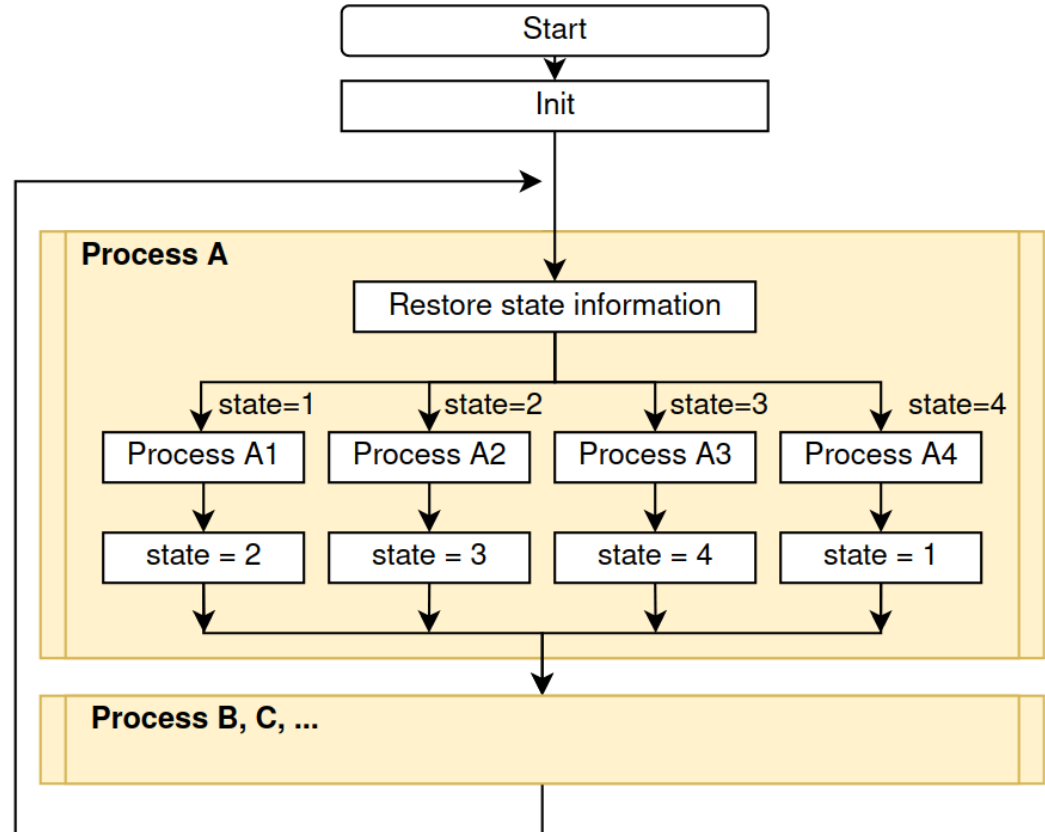 Start
Init
Process A
Restore state information
state=1
state=2
state=3
state=4
Process A1
Process A2
Process A3
Process A4
state = 2
state = 3
state = 4
state = 1
Process B, C, ...